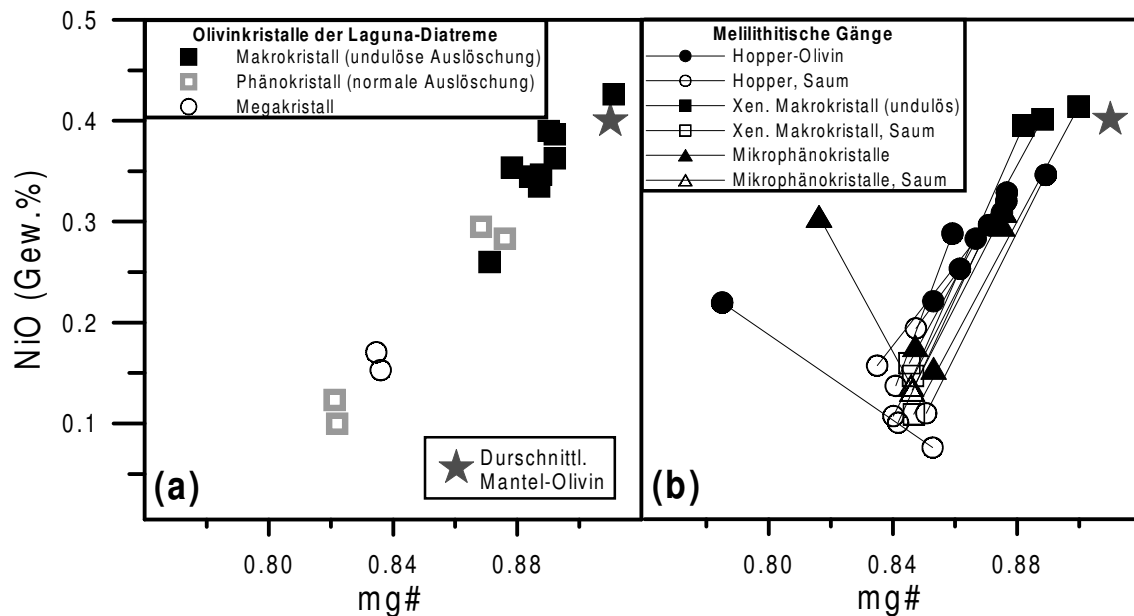 Olivinkristalle der Laguna-Diatreme
Makrokristall (undulöse Auslöschung)
Phänokristall (normale Auslöschung)
Megakristall
Melilithitische Gänge
Hopper-Olivin
Hopper, Saum
Xen. Makrokristall (undulös)
Xen. Makrokristall, Saum
Mikrophänokristalle
Mikrophänokristalle, Saum
0.5
0.4
0.3
0.2
0.1
NiO (Gew.%)
Durschnittl.
Mantel-Olivin
(a)
(b)
0.80 0.84 0.88
0.80 0.84 0.88
mg#
mg#